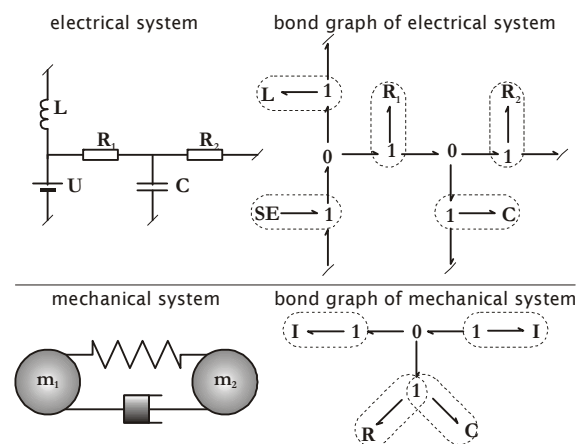 electrical system
L
R1
R2
U
C
bond graph of electrical system
L 1
R1 R2
0 1 0 1
SE 1 1 C
mechanical system
m1 m2
bond graph of mechanical system
I 1 0 1 I
1
R C